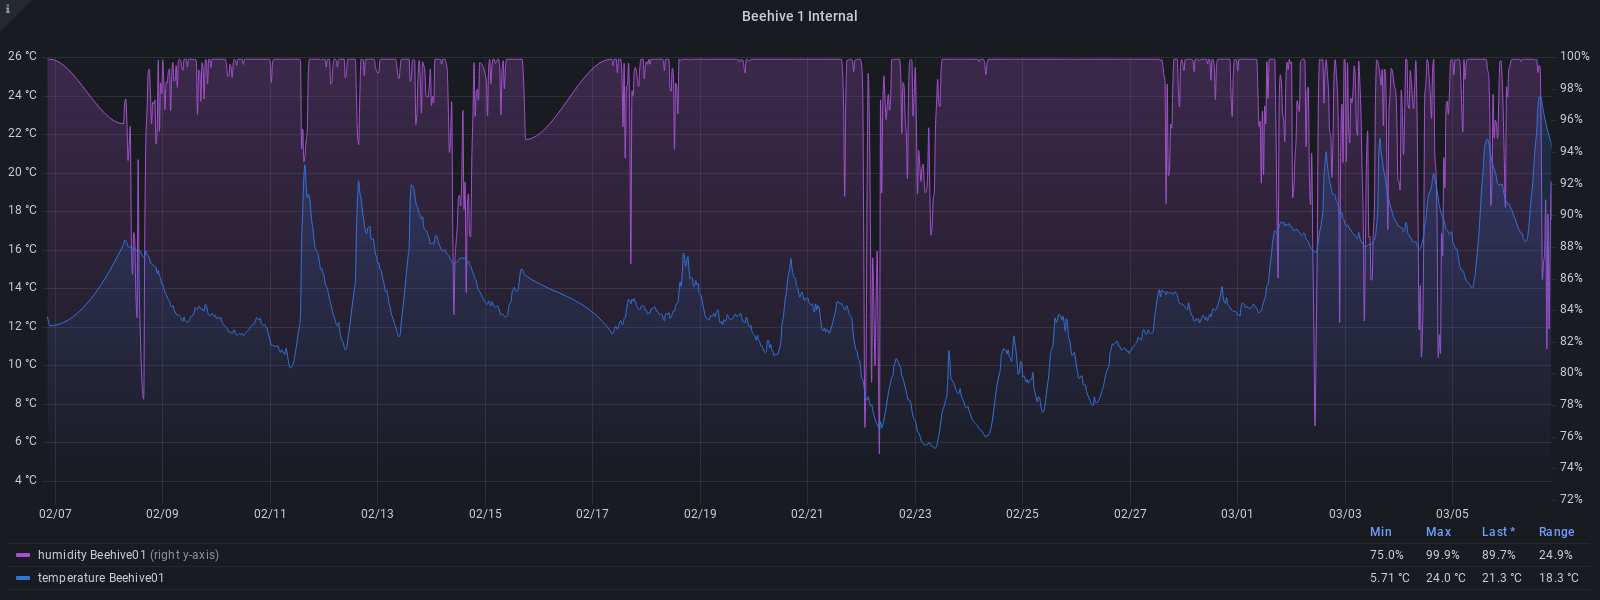 i
Beehive 1 Internal
26 °C 100%
24 °C 98%
22 °C 96%
20 °C 94%
18 °C 92%
16 °C 90%
14 °C 88%
12 °C 86%
10 °C 84%
8 °C 82%
6 °C 80%
4 °C 78%
76%
74%
72%
02/07 02/09 02/11 02/13 02/15 02/17 02/19 02/21 02/23 02/25 02/27 03/01 03/03 03/05
Min Max Last * Range
humidity Beehive01 (right y-axis) 75.0% 99.9% 89.7% 24.9%
temperature Beehive01 5.71 °C 24.0 °C 21.3 °C 18.3 °C